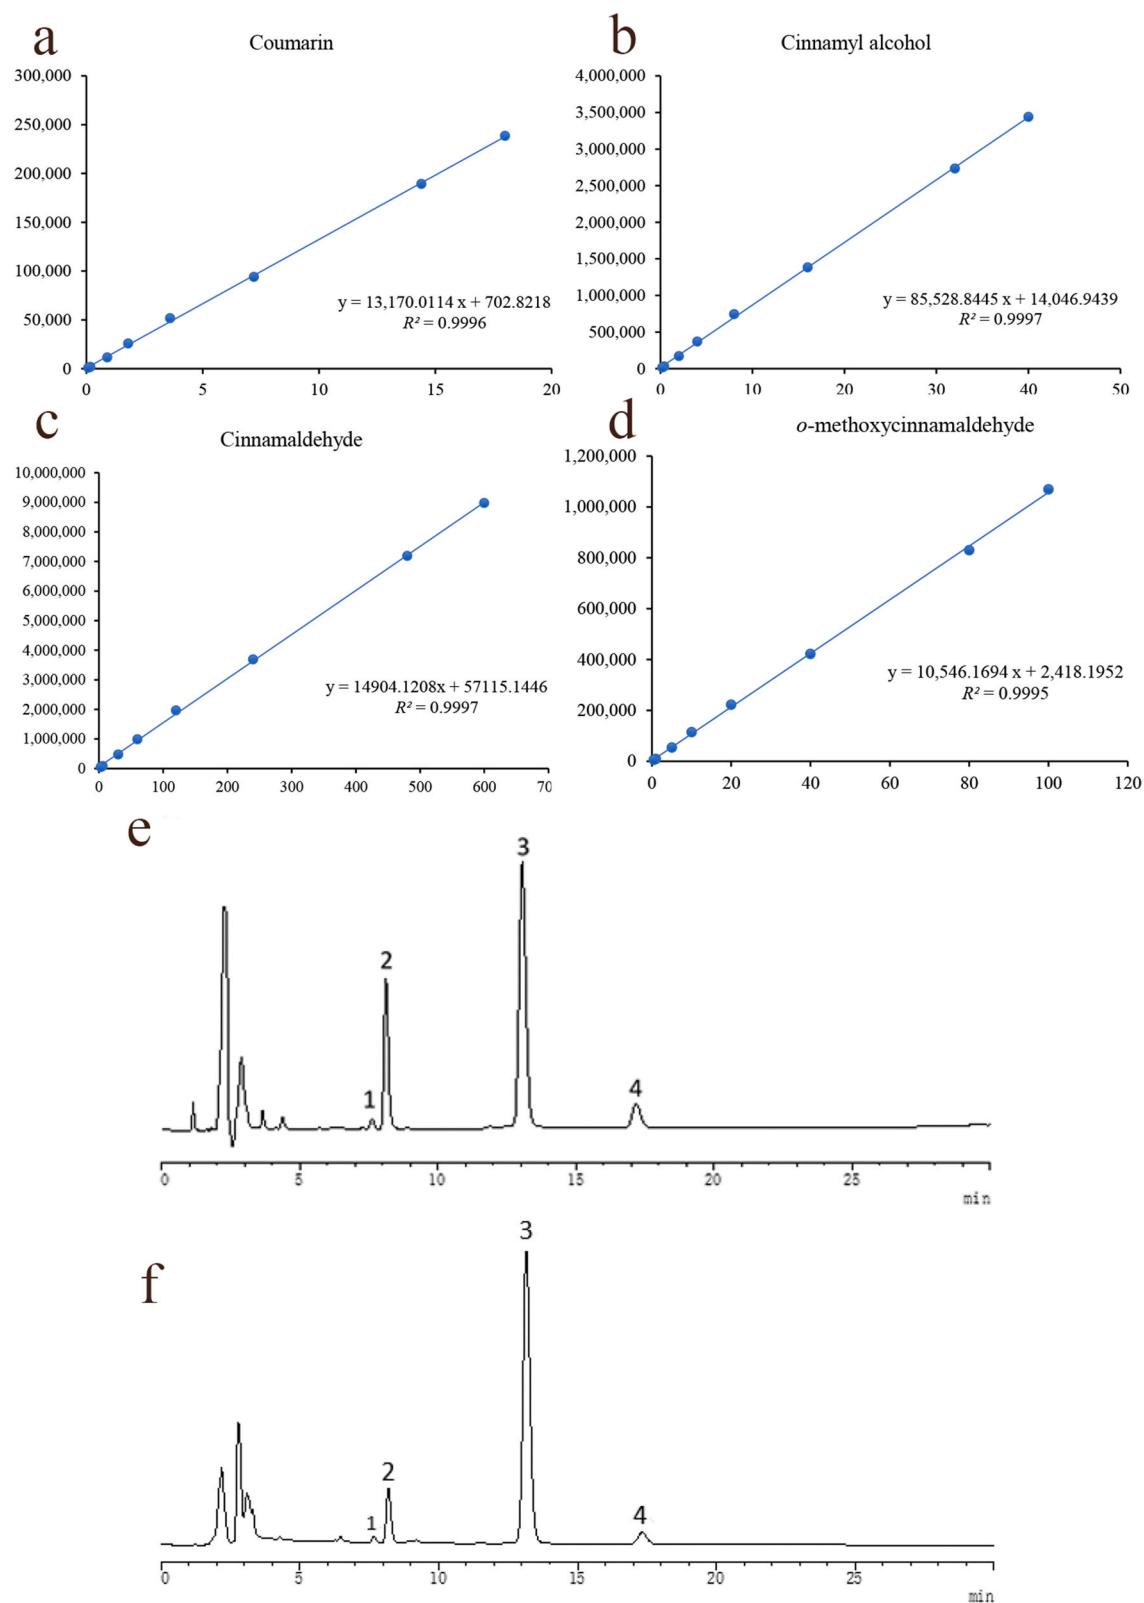 a
Coumarin
300,000
250,000
200,000
150,000
100,000
50,000
0
y = 13,170.0114 x + 702.8218
R² = 0.9996
0 5 10 15 20
b
Cinnamyl alcohol
4,000,000
3,500,000
3,000,000
2,500,000
2,000,000
1,500,000
1,000,000
500,000
0
y = 85,528.8445 x + 14,046.9439
R² = 0.9997
0 10 20 30 40 50
c
Cinnamaldehyde
10,000,000
9,000,000
8,000,000
7,000,000
6,000,000
5,000,000
4,000,000
3,000,000
2,000,000
1,000,000
0
y = 14904.1208x + 57115.1446
R² = 0.9997
0 100 200 300 400 500 600 70
d
o-methoxycinnamaldehyde
1,200,000
1,000,000
800,000
600,000
400,000
200,000
0
y = 10,546.1694 x + 2,418.1952
R² = 0.9995
0 20 40 60 80 100 120
e
3
2
1
4
0 5 10 15 20 25
min
f
3
2
1
4
0 5 10 15 20 25
min